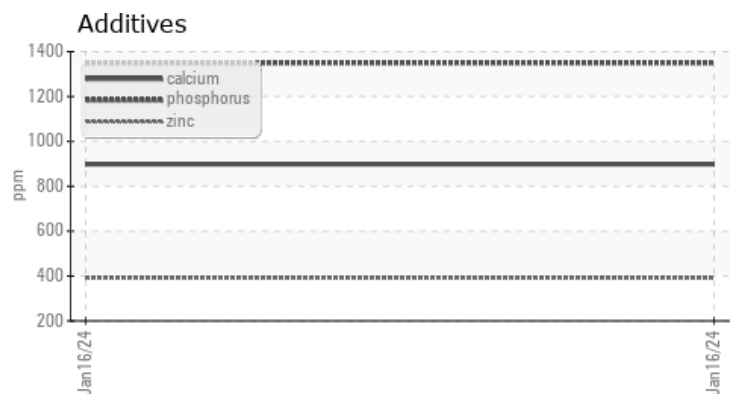 Additives
1400
1200
1000
800
600
400
200
ppm
calcium
phosphorus
zinc
Jan16/24
Jan16/24